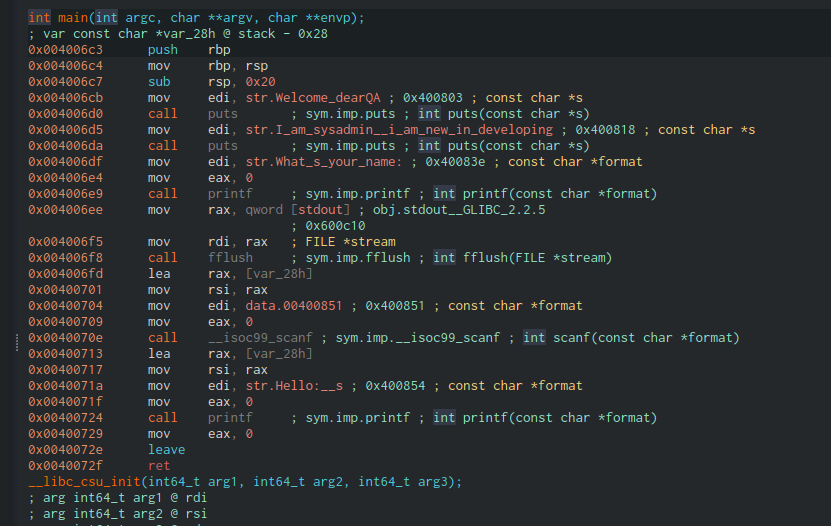 int main(int argc, char **argv, char **envp);
; var const char *var_28h @ stack - 0x28
0x004006c3 push rbp
0x004006c4 mov rbp, rsp
0x004006c7 sub rsp, 0x20
0x004006cb mov edi, str.Welcome_dearQA ; 0x400803 ; const char *s
0x004006d0 call puts ; sym.imp.puts ; int puts(const char *s)
0x004006d5 mov edi, str.I_am_sysadmin__i_am_new_in_developing ; 0x400818 ; const char *s
0x004006da call puts ; sym.imp.puts ; int puts(const char *s)
0x004006df mov edi, str.What_s_your_name: ; 0x40083e ; const char *format
0x004006e4 mov eax, 0
0x004006e9 call printf ; sym.imp.printf ; int printf(const char *format)
0x004006ee mov rax, qword [stdout] ; obj.stdout__GLIBC_2.2.5
; 0x600c10
0x004006f5 mov rdi, rax ; FILE *stream
0x004006f8 call fflush ; sym.imp.fflush ; int fflush(FILE *stream)
0x004006fd lea rax, [var_28h]
0x00400701 mov rsi, rax
0x00400704 mov edi, data.00400851 ; 0x400851 ; const char *format
0x00400709 mov eax, 0
0x0040070e call __isoc99_scanf ; sym.imp.__isoc99_scanf ; int scanf(const char *format)
0x00400713 lea rax, [var_28h]
0x00400717 mov rsi, rax
0x0040071a mov edi, str.Hello:__s ; 0x400854 ; const char *format
0x0040071f mov eax, 0
0x00400724 call printf ; sym.imp.printf ; int printf(const char *format)
0x00400729 mov eax, 0
0x0040072e leave
0x0040072f ret
__libc_csu_init(int64_t arg1, int64_t arg2, int64_t arg3);
; arg int64_t arg1 @ rdi
; arg int64_t arg2 @ rsi